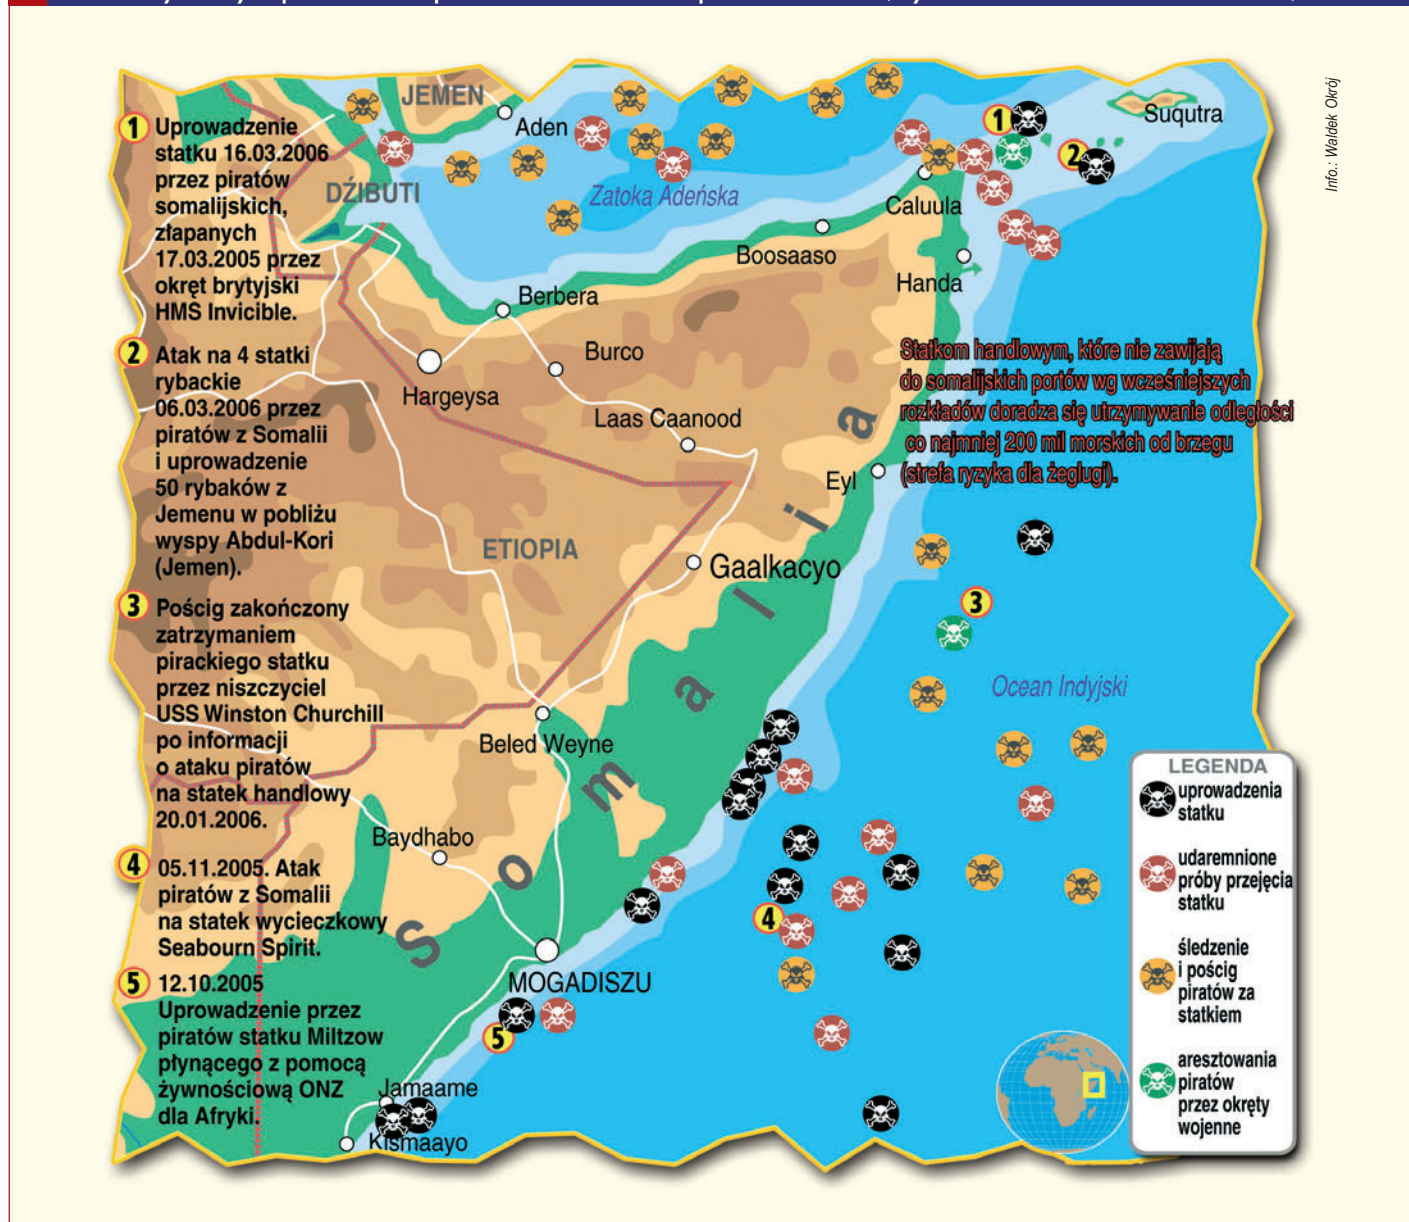 Info.: Waldek Okrój
JEMEN
Aden
Suqutra
DŻIBUTI
Zatoka Adeńska
Caluula
Boosaaso
Handa
Berbera
Burco
Hargeysa
Laas Caanood
Eyl
ETIOPIA
Gaalkacyo
Somalia
Ocean Indyjski
Beled Weyne
Baydhabo
MOGADISZU
Jamaame
Kismaayo
1
Uprowadzenie
statku 16.03.2006
przez piratów
somalijskich,
złapanych
17.03.2005 przez
okręt brytyjski
HMS Invicible.
2
Atak na 4 statki
rybackie
06.03.2006 przez
piratów z Somalii
i uprowadzenie
50 rybaków z
Jemenu w pobliżu
wyspy Abdul-Kori
(Jemen).
3
Pościg zakończony
zatrzymaniem
pirackiego statku
przez niszczyciel
USS Winston Churchill
po informacji
o ataku piratów
na statek handlowy
20.01.2006.
4
05.11.2005. Atak
piratów z Somalii
na statek wycieczkowy
Seabourn Spirit.
5
12.10.2005
Uprowadzenie przez
piratów statku Miltzow
płynącego z pomocą
żywnościową ONZ
dla Afryki.
1
2
3
4
5
Statkom handlowym, które nie zawijają
do somalijskich portów wg wcześniejszych
rozkładów doradza się utrzymywanie odległości
co najmniej 200 mil morskich od brzegu
(strefa ryzyka dla żeglugi).
LEGENDA
uprowadzenia
statku
udaremnione
próby przejęcia
statku
śledzenie
i pościg
piratów za
statkiem
aresztowania
piratów
przez okręty
wojenne